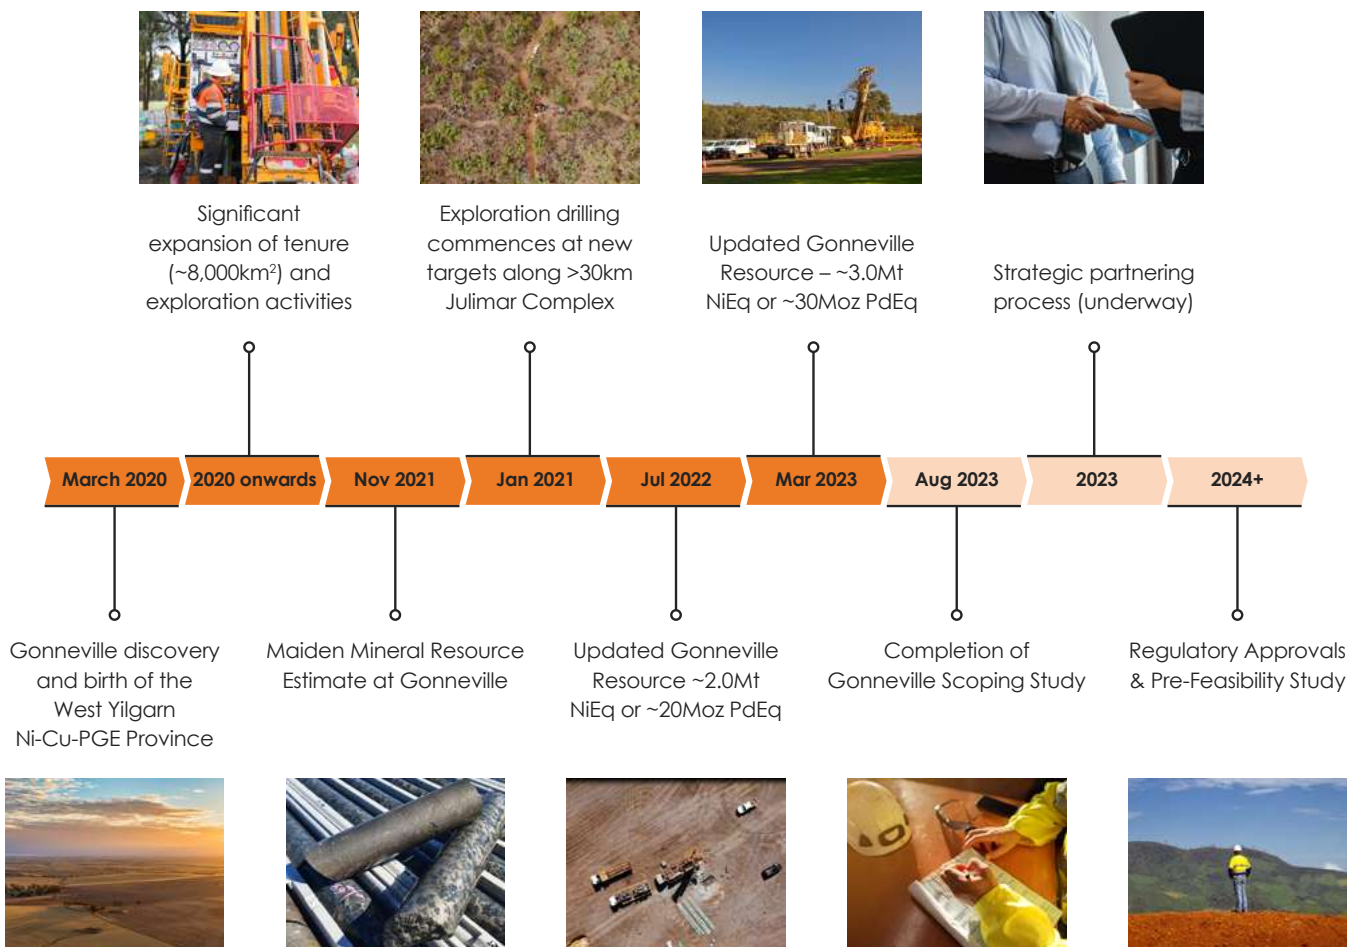 Significant
expansion of tenure
(~8,000km²) and
exploration activities
Exploration drilling
commences at new
targets along >30km
Julimar Complex
Updated Gonneville
Resource – ~3.0Mt
NiEq or ~30Moz PdEq
Strategic partnering
process (underway)
March 2020
2020 onwards
Nov 2021
Jan 2021
Jul 2022
Mar 2023
Aug 2023
2023
2024+
Gonneville discovery
and birth of the
West Yilgarn
Ni-Cu-PGE Province
Maiden Mineral Resource
Estimate at Gonneville
Updated Gonneville
Resource ~2.0Mt
NiEq or ~20Moz PdEq
Completion of
Gonneville Scoping Study
Regulatory Approvals
& Pre-Feasibility Study